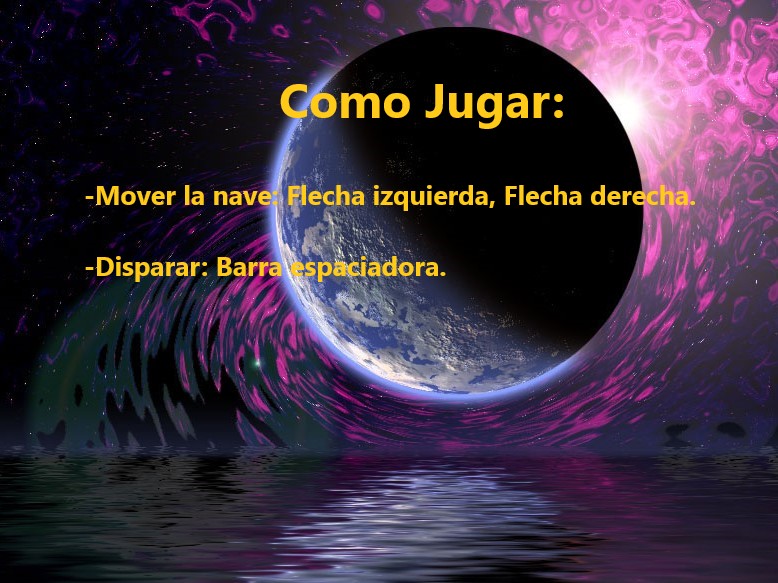 Como Jugar:
-Mover la nave: Flecha izquierda, Flecha derecha.
-Disparar: Barra espaciadora.